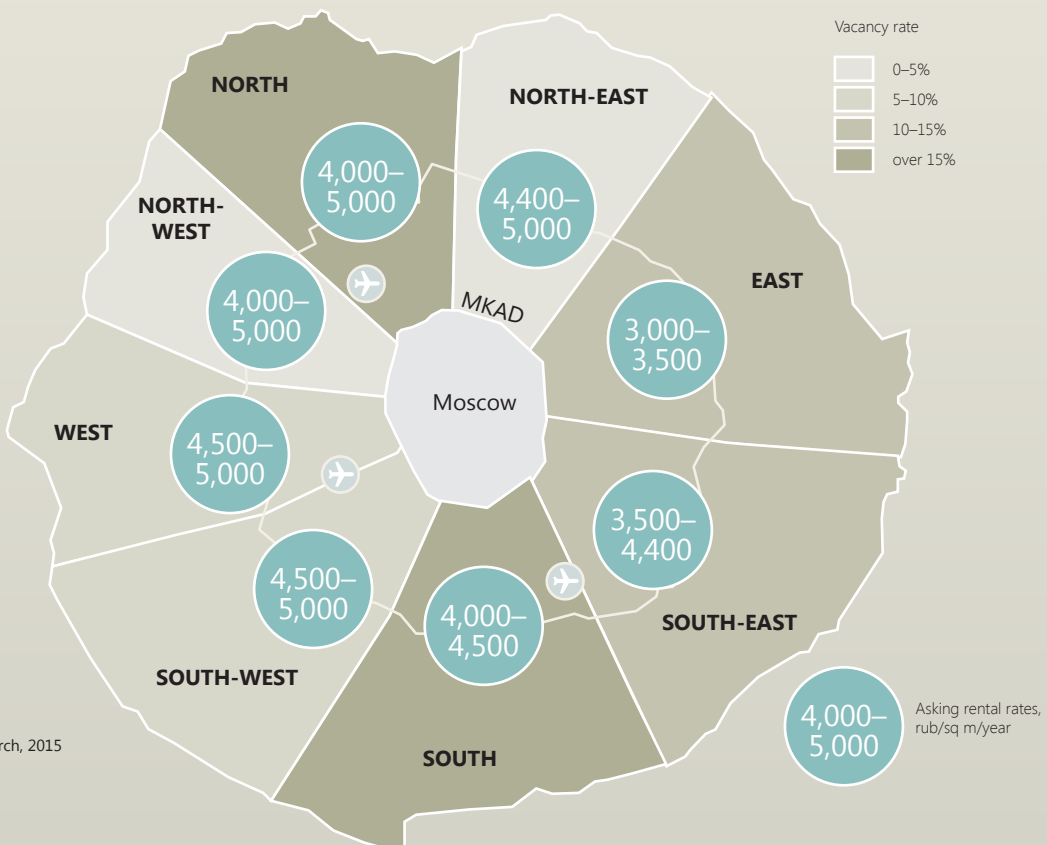 Vacancy rate
0–5%
5–10%
10–15%
over 15%
NORTH
4,000–
5,000
NORTH-EAST
4,400–
5,000
NORTH-
WEST
4,000–
5,000
MKAD
EAST
3,000–
3,500
Moscow
WEST
4,500–
5,000
3,500–
4,400
SOUTH-EAST
4,500–
5,000
SOUTH-WEST
4,000–
4,500
SOUTH
4,000–
5,000
Asking rental rates,
rub/sq m/year
2015